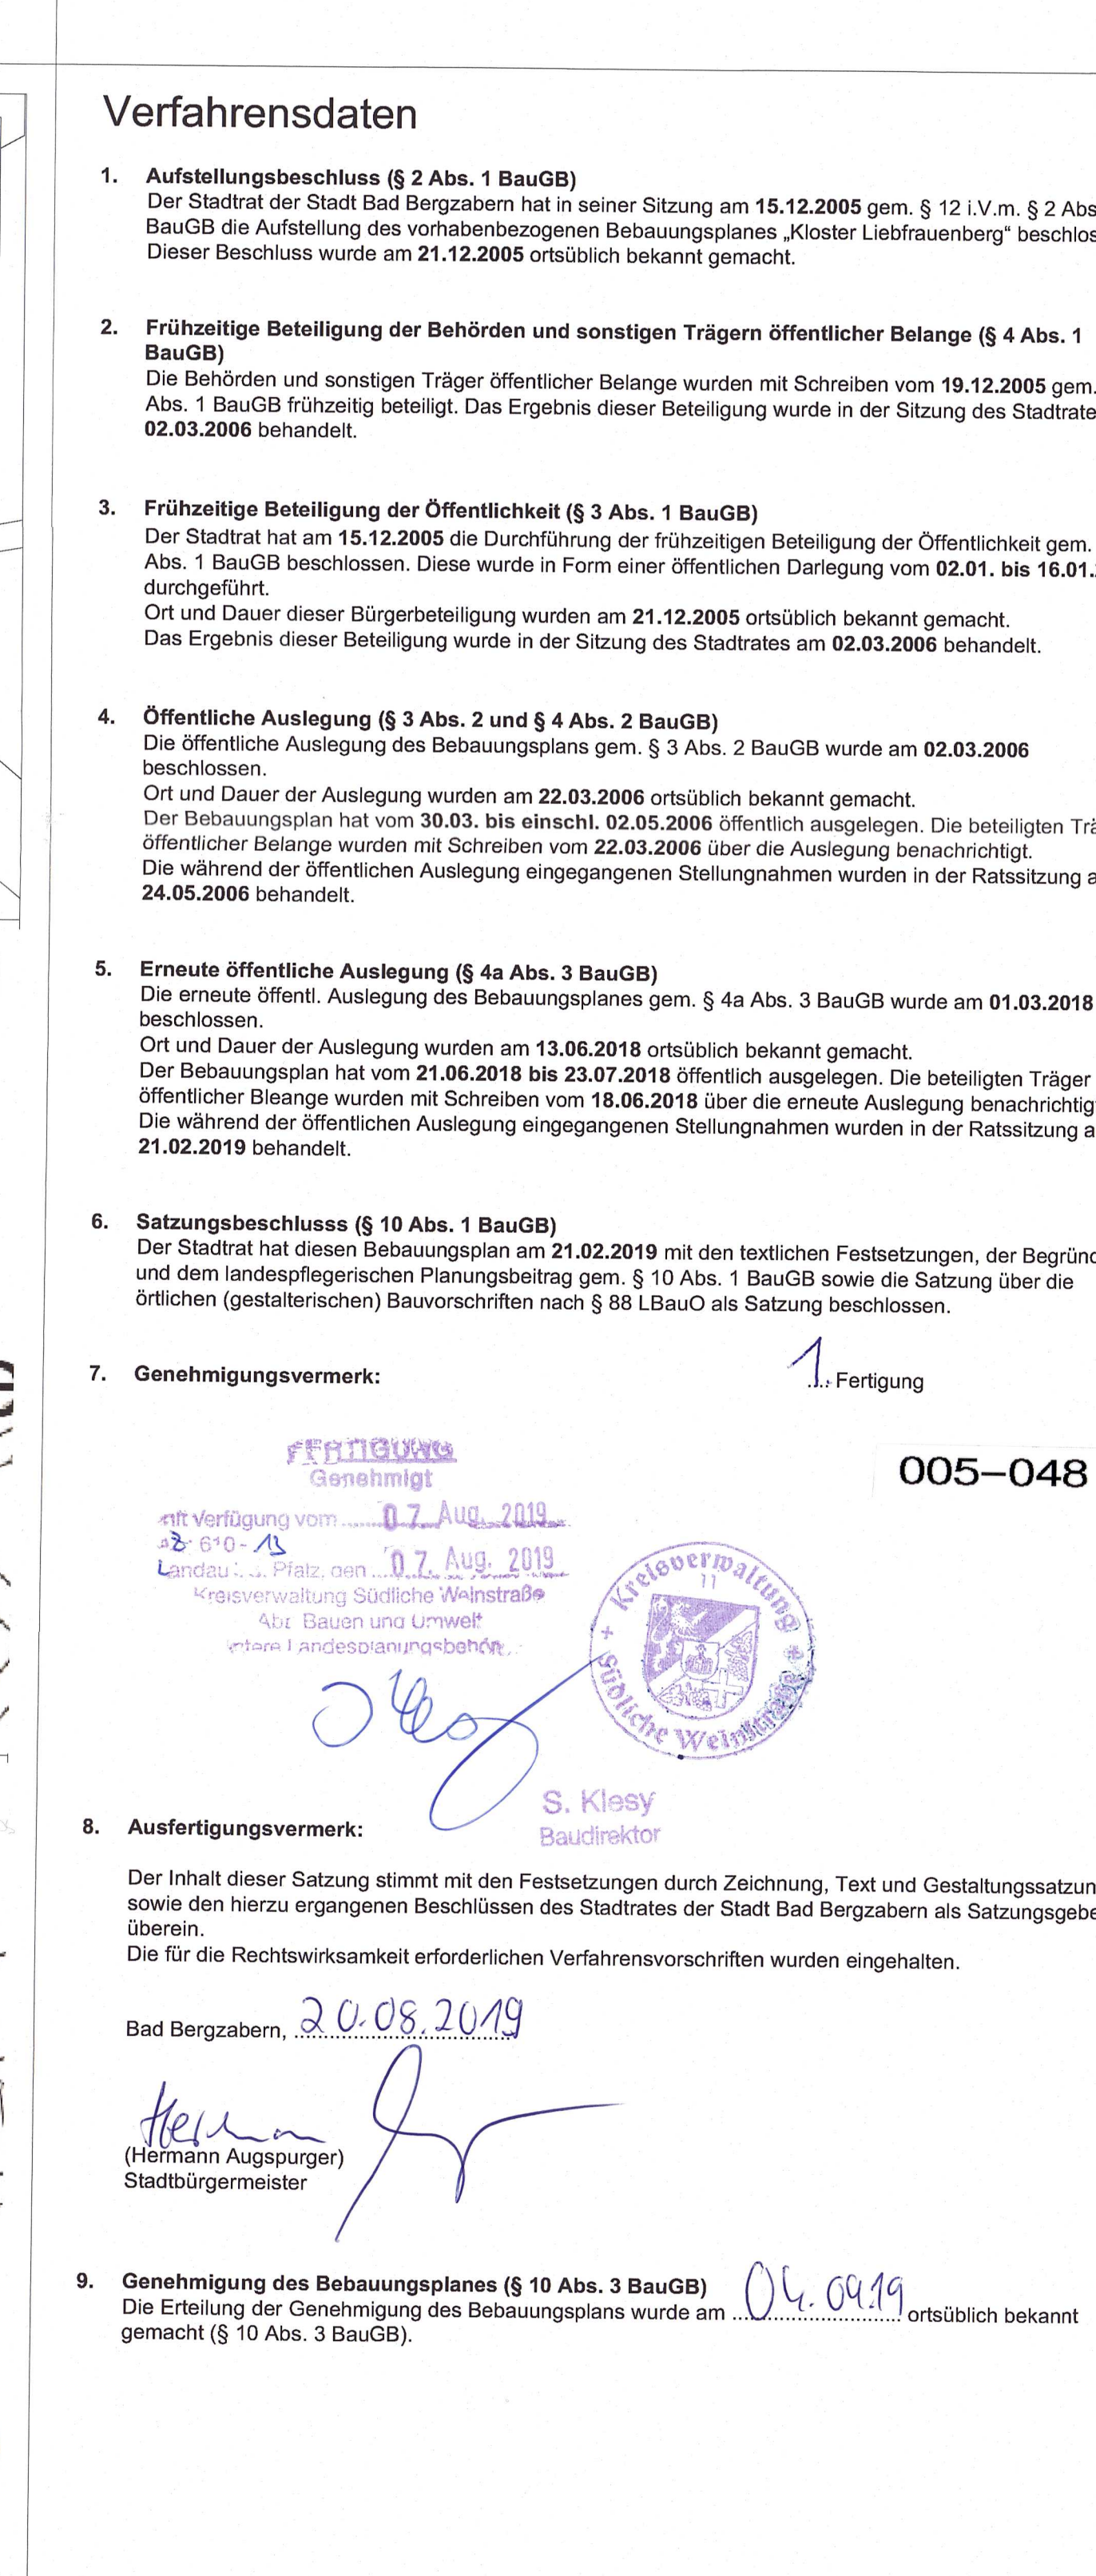 Verfahrensdaten
1. Aufstellungsbeschluss (§ 2 Abs. 1 BauGB)
Der Stadtrat der Stadt Bad Bergzabern hat in seiner Sitzung am 15.12.2005 gem. § 12 i.V.m. § 2 Abs
BauGB die Aufstellung des vorhabenbezogenen Bebauungsplanes „Kloster Liebfrauenberg“ beschlos
Dieser Beschluss wurde am 21.12.2005 ortsüblich bekannt gemacht.
2. Frühzeitige Beteiligung der Behörden und sonstigen Trägern öffentlicher Belange (§ 4 Abs. 1
BauGB)
Die Behörden und sonstigen Träger öffentlicher Belange wurden mit Schreiben vom 19.12.2005 gem.
Abs. 1 BauGB frühzeitig beteiligt. Das Ergebnis dieser Beteiligung wurde in der Sitzung des Stadtrate
02.03.2006 behandelt.
3. Frühzeitige Beteiligung der Öffentlichkeit (§ 3 Abs. 1 BauGB)
Der Stadtrat hat am 15.12.2005 die Durchführung der frühzeitigen Beteiligung der Öffentlichkeit gem.
Abs. 1 BauGB beschlossen. Diese wurde in Form einer öffentlichen Darlegung vom 02.01. bis 16.01.
durchgeführt.
Ort und Dauer dieser Bürgerbeteiligung wurden am 21.12.2005 ortsüblich bekannt gemacht.
Das Ergebnis dieser Beteiligung wurde in der Sitzung des Stadtrates am 02.03.2006 behandelt.
4. Öffentliche Auslegung (§ 3 Abs. 2 und § 4 Abs. 2 BauGB)
Die öffentliche Auslegung des Bebauungsplans gem. § 3 Abs. 2 BauGB wurde am 02.03.2006
beschlossen.
Ort und Dauer der Auslegung wurden am 22.03.2006 ortsüblich bekannt gemacht.
Der Bebauungsplan hat vom 30.03. bis einschl. 02.05.2006 öffentlich ausgelegen. Die beteiligten Trä
öffentlicher Belange wurden mit Schreiben vom 22.03.2006 über die Auslegung benachrichtigt.
Die während der öffentlichen Auslegung eingegangenen Stellungnahmen wurden in der Ratssitzung a
24.05.2006 behandelt.
5. Erneute öffentliche Auslegung (§ 4a Abs. 3 BauGB)
Die erneute öffentl. Auslegung des Bebauungsplanes gem. § 4a Abs. 3 BauGB wurde am 01.03.2018
beschlossen.
Ort und Dauer der Auslegung wurden am 13.06.2018 ortsüblich bekannt gemacht.
Der Bebauungsplan hat vom 21.06.2018 bis 23.07.2018 öffentlich ausgelegen. Die beteiligten Träger
öffentlicher Bleange wurden mit Schreiben vom 18.06.2018 über die erneute Auslegung benachrichtig
Die während der öffentlichen Auslegung eingegangenen Stellungnahmen wurden in der Ratssitzung a
21.02.2019 behandelt.
6. Satzungsbeschlusss (§ 10 Abs. 1 BauGB)
Der Stadtrat hat diesen Bebauungsplan am 21.02.2019 mit den textlichen Festsetzungen, der Begründ
und dem landespflegerischen Planungsbeitrag gem. § 10 Abs. 1 BauGB sowie die Satzung über die
örtlichen (gestalterischen) Bauvorschriften nach § 88 LBauO als Satzung beschlossen.
7. Genehmigungsvermerk:
1. Fertigung
Genehmigt
005–048
mit Verfügung vom 07. Aug. 2019
Az 610-13
Landau Pfalz, den 07. Aug. 2019
Kreisverwaltung Südliche Weinstraße
Abt Bauen und Umwelt
untere Landesplanungsbehörde
Kreisverwaltung
11
Südliche Weinstraße
S. Klesy
Baudirektor
8. Ausfertigungsvermerk:
Der Inhalt dieser Satzung stimmt mit den Festsetzungen durch Zeichnung, Text und Gestaltungssatzun
sowie den hierzu ergangenen Beschlüssen des Stadtrates der Stadt Bad Bergzabern als Satzungsgebe
überein.
Die für die Rechtswirksamkeit erforderlichen Verfahrensvorschriften wurden eingehalten.
Bad Bergzabern, 20.08.2019
(Hermann Augspurger)
Stadtbürgermeister
9. Genehmigung des Bebauungsplanes (§ 10 Abs. 3 BauGB)
Die Erteilung der Genehmigung des Bebauungsplans wurde am 04.09.19 ortsüblich bekannt
gemacht (§ 10 Abs. 3 BauGB).